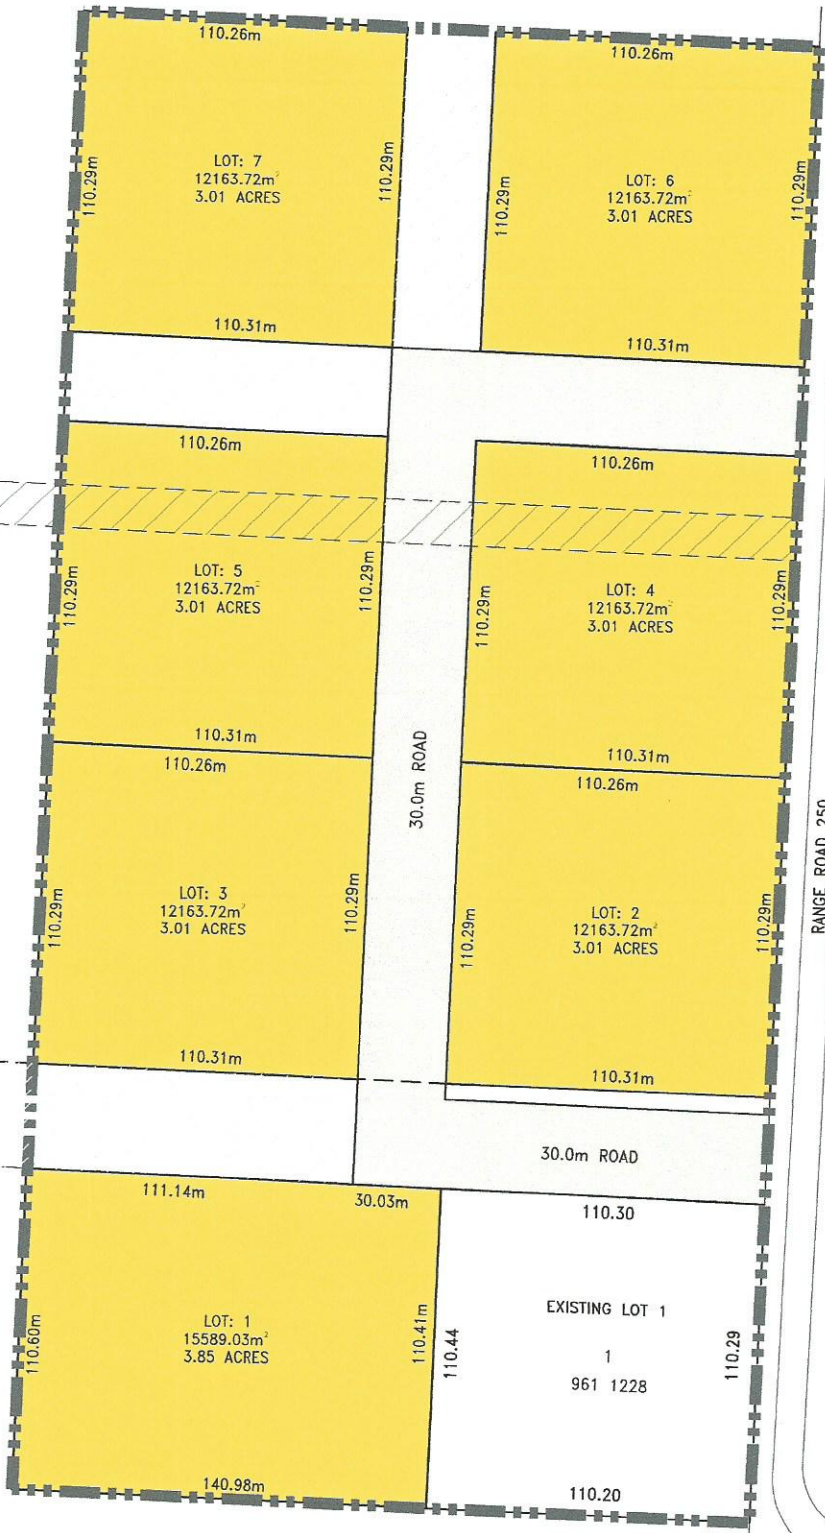 110.26m
110.26m
110.29m
LOT: 7
12163.72m²
3.01 ACRES
110.29m
110.29m
LOT: 6
12163.72m²
3.01 ACRES
110.29m
110.31m
110.31m
110.26m
110.26m
110.29m
LOT: 5
12163.72m²
3.01 ACRES
110.29m
110.29m
LOT: 4
12163.72m²
3.01 ACRES
110.29m
110.31m
110.31m
110.26m
110.26m
30.0m ROAD
RANGE ROAD 250
110.29m
LOT: 3
12163.72m²
3.01 ACRES
110.29m
110.29m
LOT: 2
12163.72m²
3.01 ACRES
110.29m
110.31m
110.31m
30.0m ROAD
111.14m
30.03m
110.30
110.60m
LOT: 1
15589.03m²
3.85 ACRES
110.41m
110.44
EXISTING LOT 1
1
961 1228
110.29
140.98m
110.20